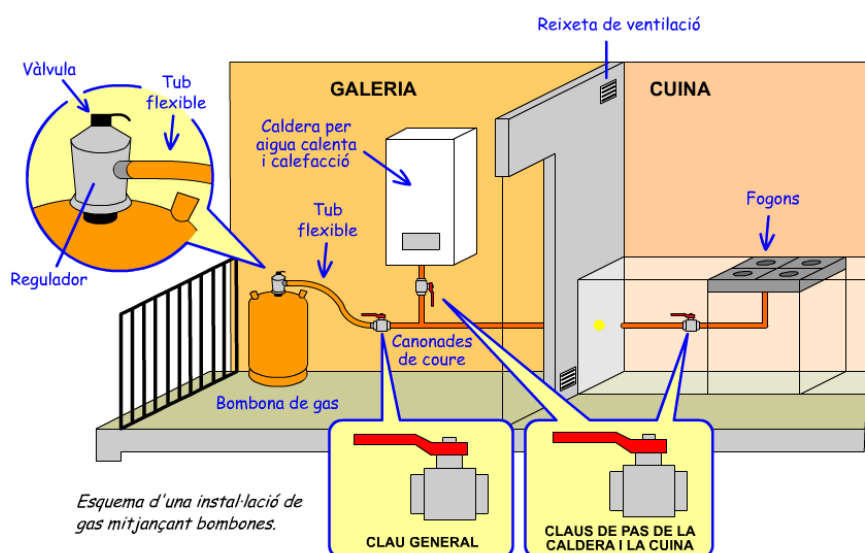 Reixeta de ventilació
Vàlvula
Tub
flexible
GALERIA
CUINA
Caldera per
aigua calenta
i calefacció
Fogons
Tub
flexible
Regulador
Canonades
de coure
Bombona de gas
Esquema d'una instal·lació de
gas mitjançant bombones.
CLAU GENERAL
CLAUS DE PAS DE LA
CALDERA I LA CUINA